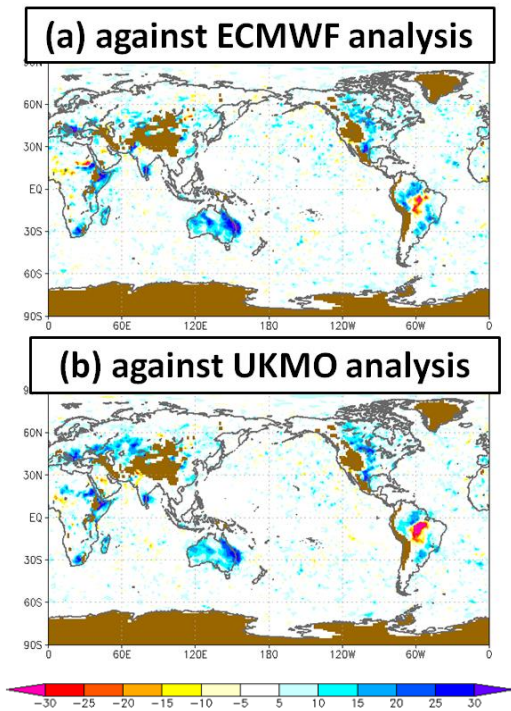 (a) against ECMWF analysis
60N
30N
EQ
30S
60S
90S
0 60E 120E 180 120W 60W 0
(b) against UKMO analysis
60N
30N
EQ
30S
60S
90S
0 60E 120E 180 120W 60W 0
−30 −25 −20 −15 −10 −5 5 10 15 20 25 30